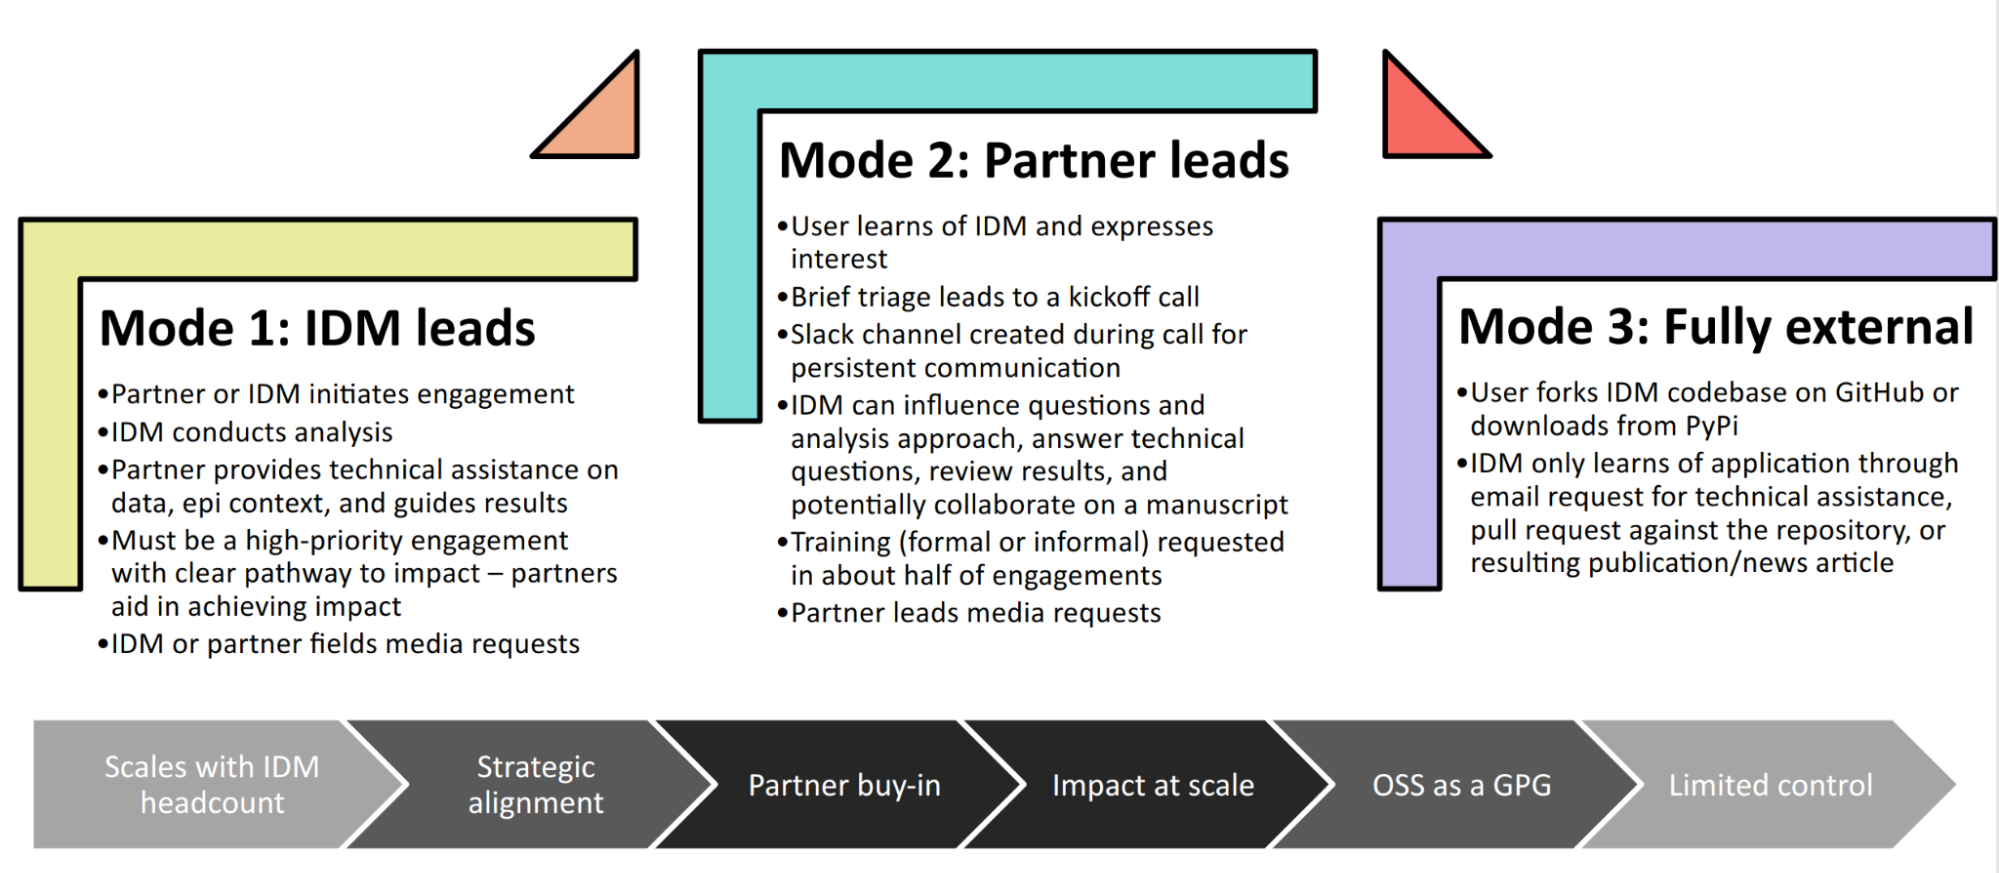 Mode 1: IDM leads
•Partner or IDM initiates engagement
•IDM conducts analysis
•Partner provides technical assistance on
data, epi context, and guides results
•Must be a high-priority engagement
with clear pathway to impact – partners
aid in achieving impact
•IDM or partner fields media requests
Mode 2: Partner leads
•User learns of IDM and expresses
interest
•Brief triage leads to a kickoff call
•Slack channel created during call for
persistent communication
•IDM can influence questions and
analysis approach, answer technical
questions, review results, and
potentially collaborate on a manuscript
•Training (formal or informal) requested
in about half of engagements
•Partner leads media requests
Mode 3: Fully external
•User forks IDM codebase on GitHub or
downloads from PyPi
•IDM only learns of application through
email request for technical assistance,
pull request against the repository, or
resulting publication/news article
Scales with IDM
headcount
Strategic
alignment
Partner buy-in
Impact at scale
OSS as a GPG
Limited control